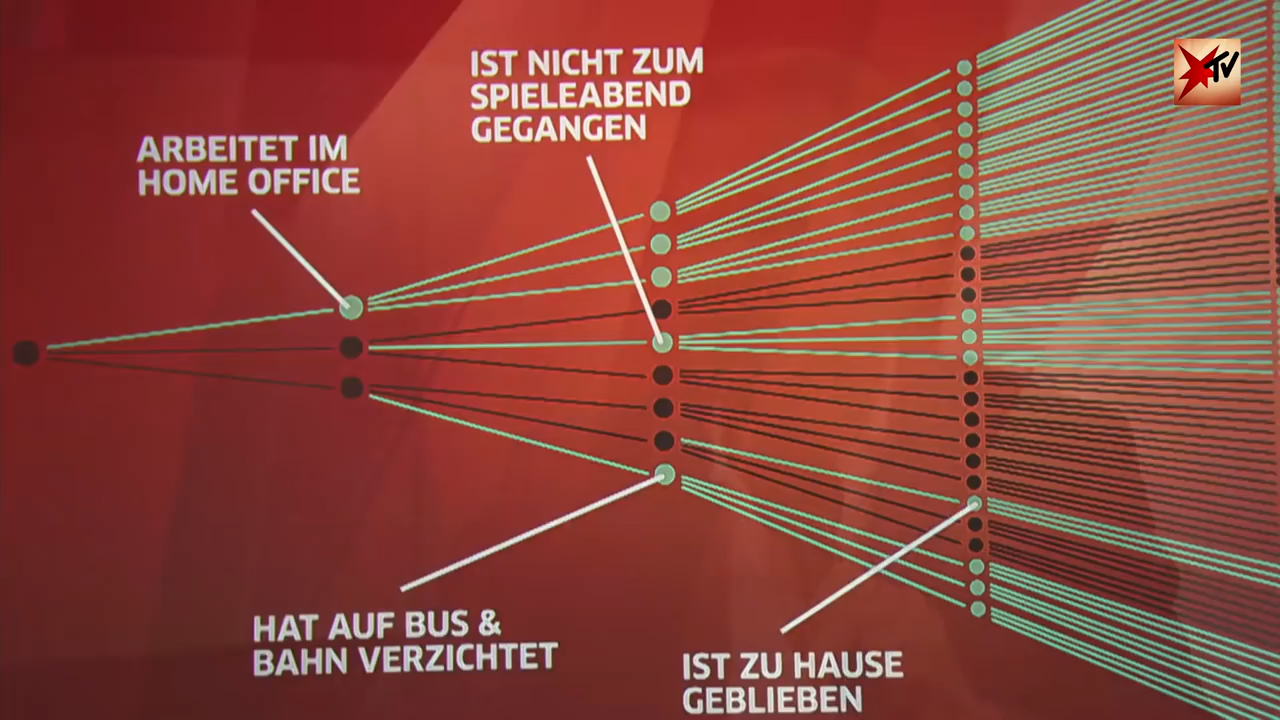 IST NICHT ZUM
SPIELEABEND
GEGANGEN
TV
ARBEITET IM
HOME OFFICE
HAT AUF BUS &
BAHN VERZICHTET
IST ZU HAUSE
GEBLIEBEN